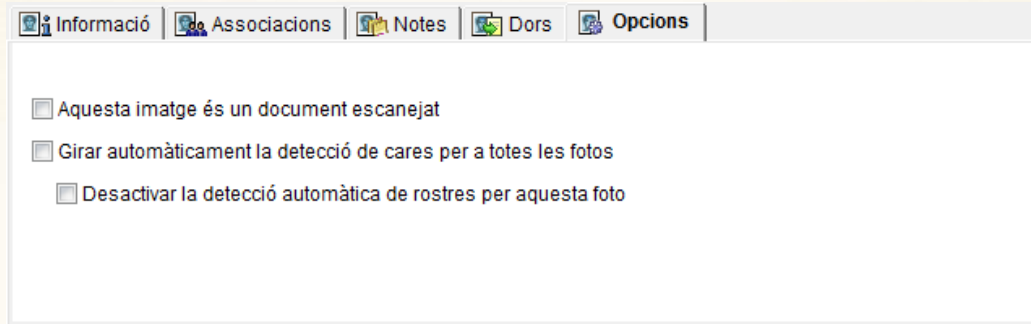 Informació Associacions Notes Dors Opcions
Aquesta imatge és un document escanejat
Girar automàticament la detecció de cares per a totes les fotos
Desactivar la detecció automàtica de rostres per aquesta foto